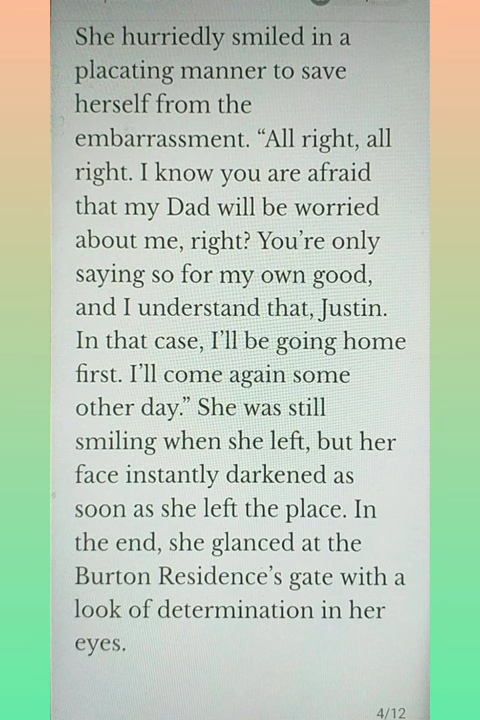 She hurriedly smiled in a
placating manner to save
herself from the
embarrassment. “All right, all
right. I know you are afraid
that my Dad will be worried
about me, right? You’re only
saying so for my own good,
and I understand that, Justin.
In that case, I’ll be going home
first. I’ll come again some
other day.” She was still
smiling when she left, but her
face instantly darkened as
soon as she left the place. In
the end, she glanced at the
Burton Residence’s gate with a
look of determination in her
eyes.
4/12